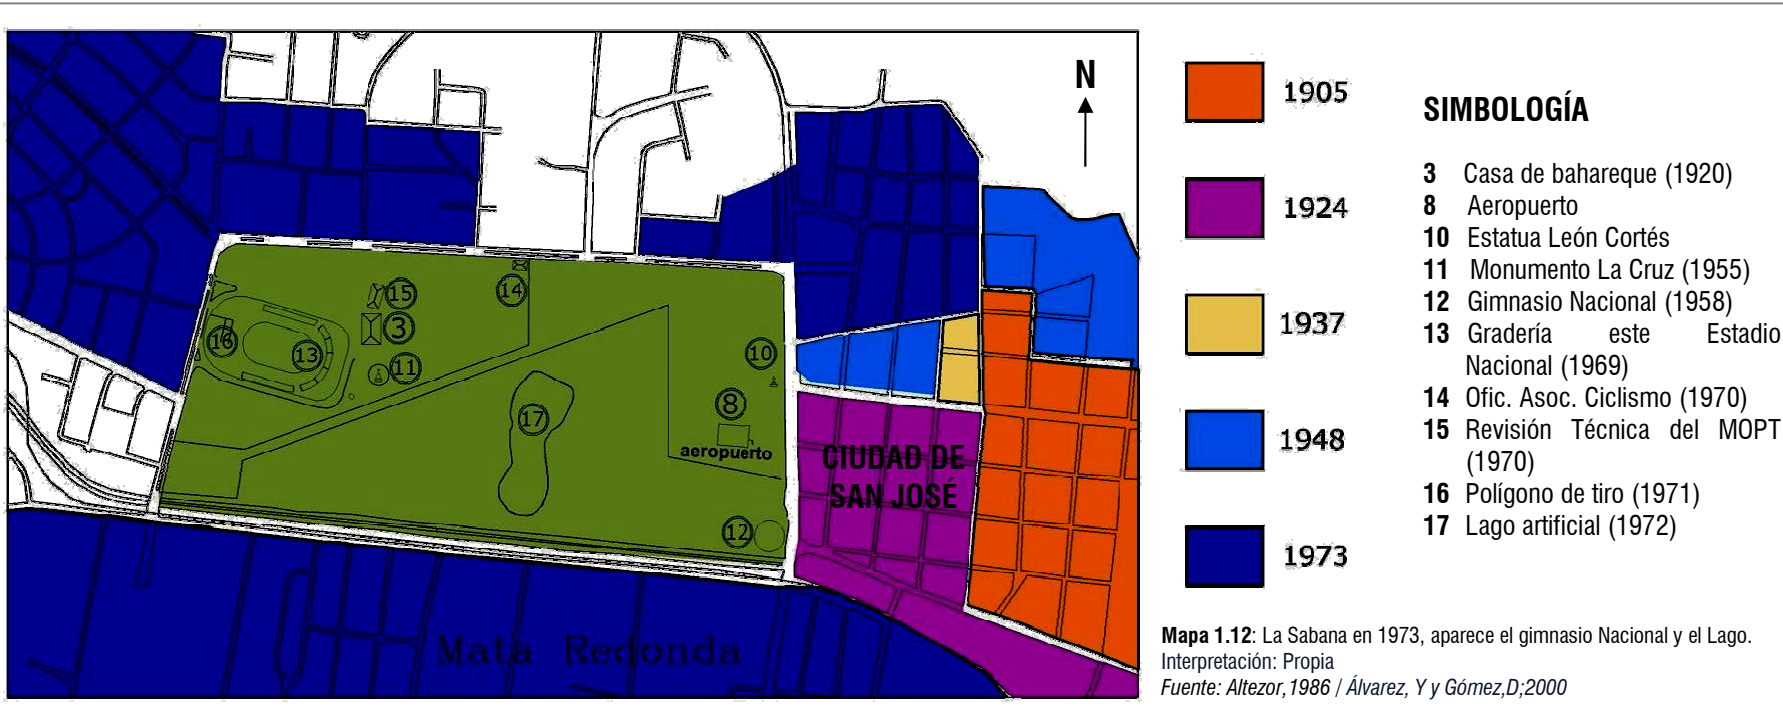 N
15
14
3
16
13
11
10
8
17
aeropuerto
CIUDAD DE
SAN JOSÉ
12
Mata Redonda
1905
1924
1937
1948
1973
SIMBOLOGÍA
3 Casa de bahareque (1920)
8 Aeropuerto
10 Estatua León Cortés
11 Monumento La Cruz (1955)
12 Gimnasio Nacional (1958)
13 Gradería este Estadio
Nacional (1969)
14 Ofic. Asoc. Ciclismo (1970)
15 Revisión Técnica del MOPT
(1970)
16 Polígono de tiro (1971)
17 Lago artificial (1972)
Mapa 1.12: La Sabana en 1973, aparece el gimnasio Nacional y el Lago.
Interpretación: Propia
Fuente: Altezor,1986 / Álvarez, Y y Gómez,D;2000